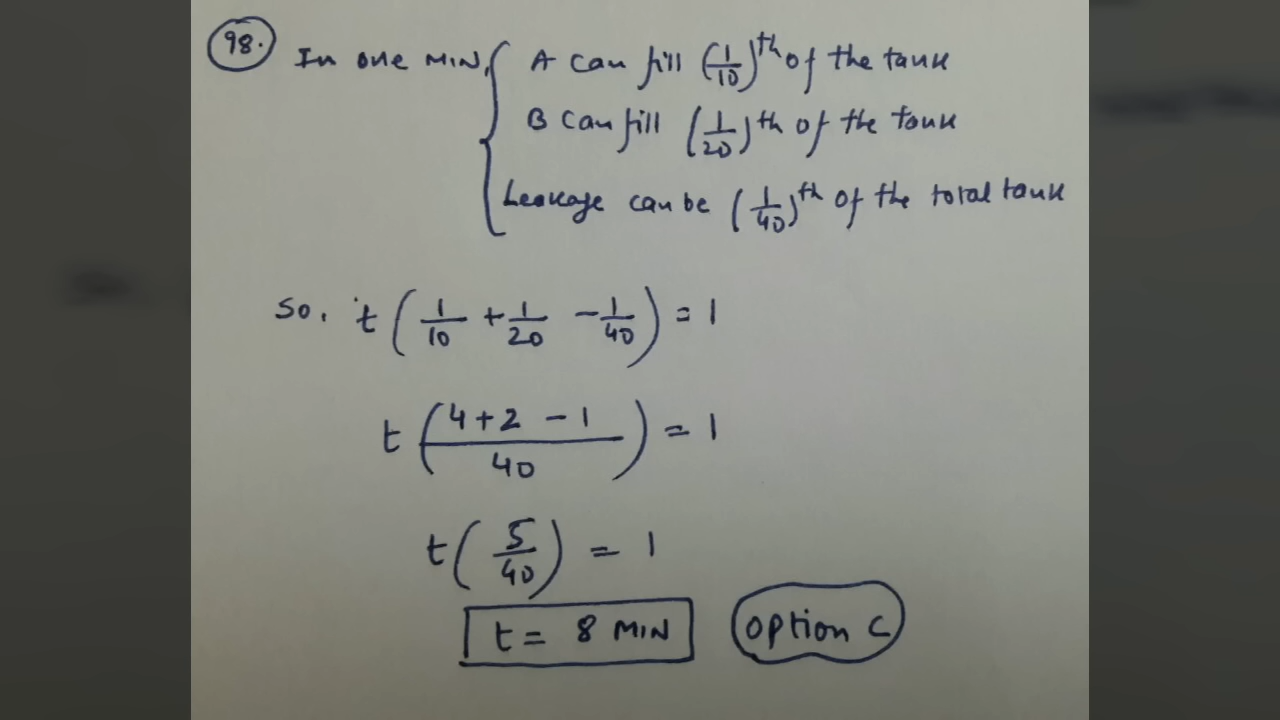 98. In one MIN, { A can fill (1/10)th of the tank
B can fill (1/20)th of the tank
Leakage can be (1/40)th of the total tank
So, t (1/10 + 1/20 - 1/40) = 1
t ((4+2-1)/40) = 1
t (5/40) = 1
t = 8 MIN option C